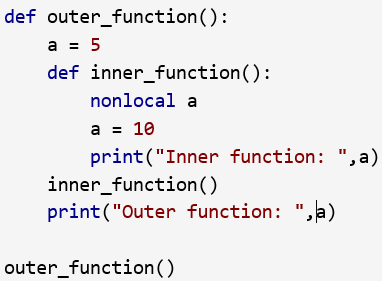 def outer_function():
    a = 5
    def inner_function():
        nonlocal a
        a = 10
        print("Inner function: ",a)
    inner_function()
    print("Outer function: ",a)

outer_function()